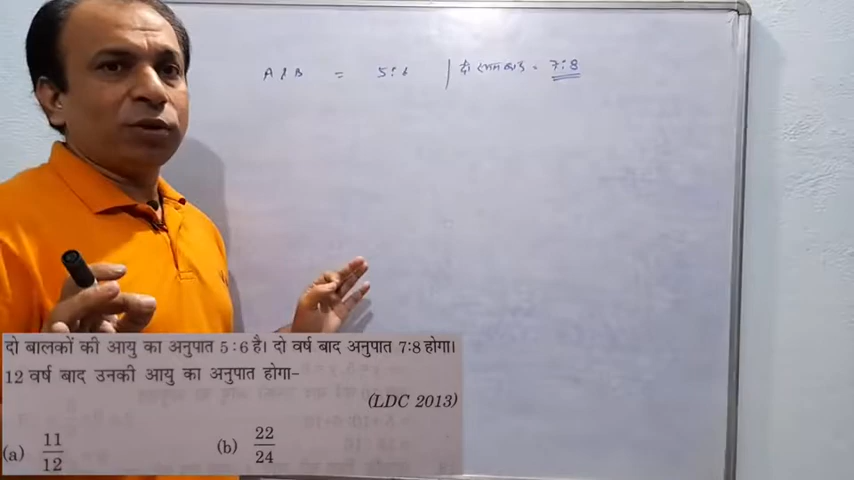 A & B = 5:6 | दो साल बाद = 7:8
दो बालकों की आयु का अनुपात 5 : 6 है। दो वर्ष बाद अनुपात 7:8 होगा।
12 वर्ष बाद उनकी आयु का अनुपात होगा–
(LDC 2013)
(a) 11/12 (b) 22/24